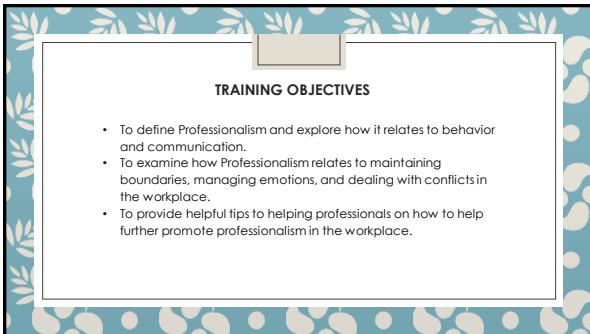 TRAINING OBJECTIVES
• To define Professionalism and explore how it relates to behavior
and communication.
• To examine how Professionalism relates to maintaining
boundaries, managing emotions, and dealing with conflicts in
the workplace.
• To provide helpful tips to helping professionals on how to help
further promote professionalism in the workplace.